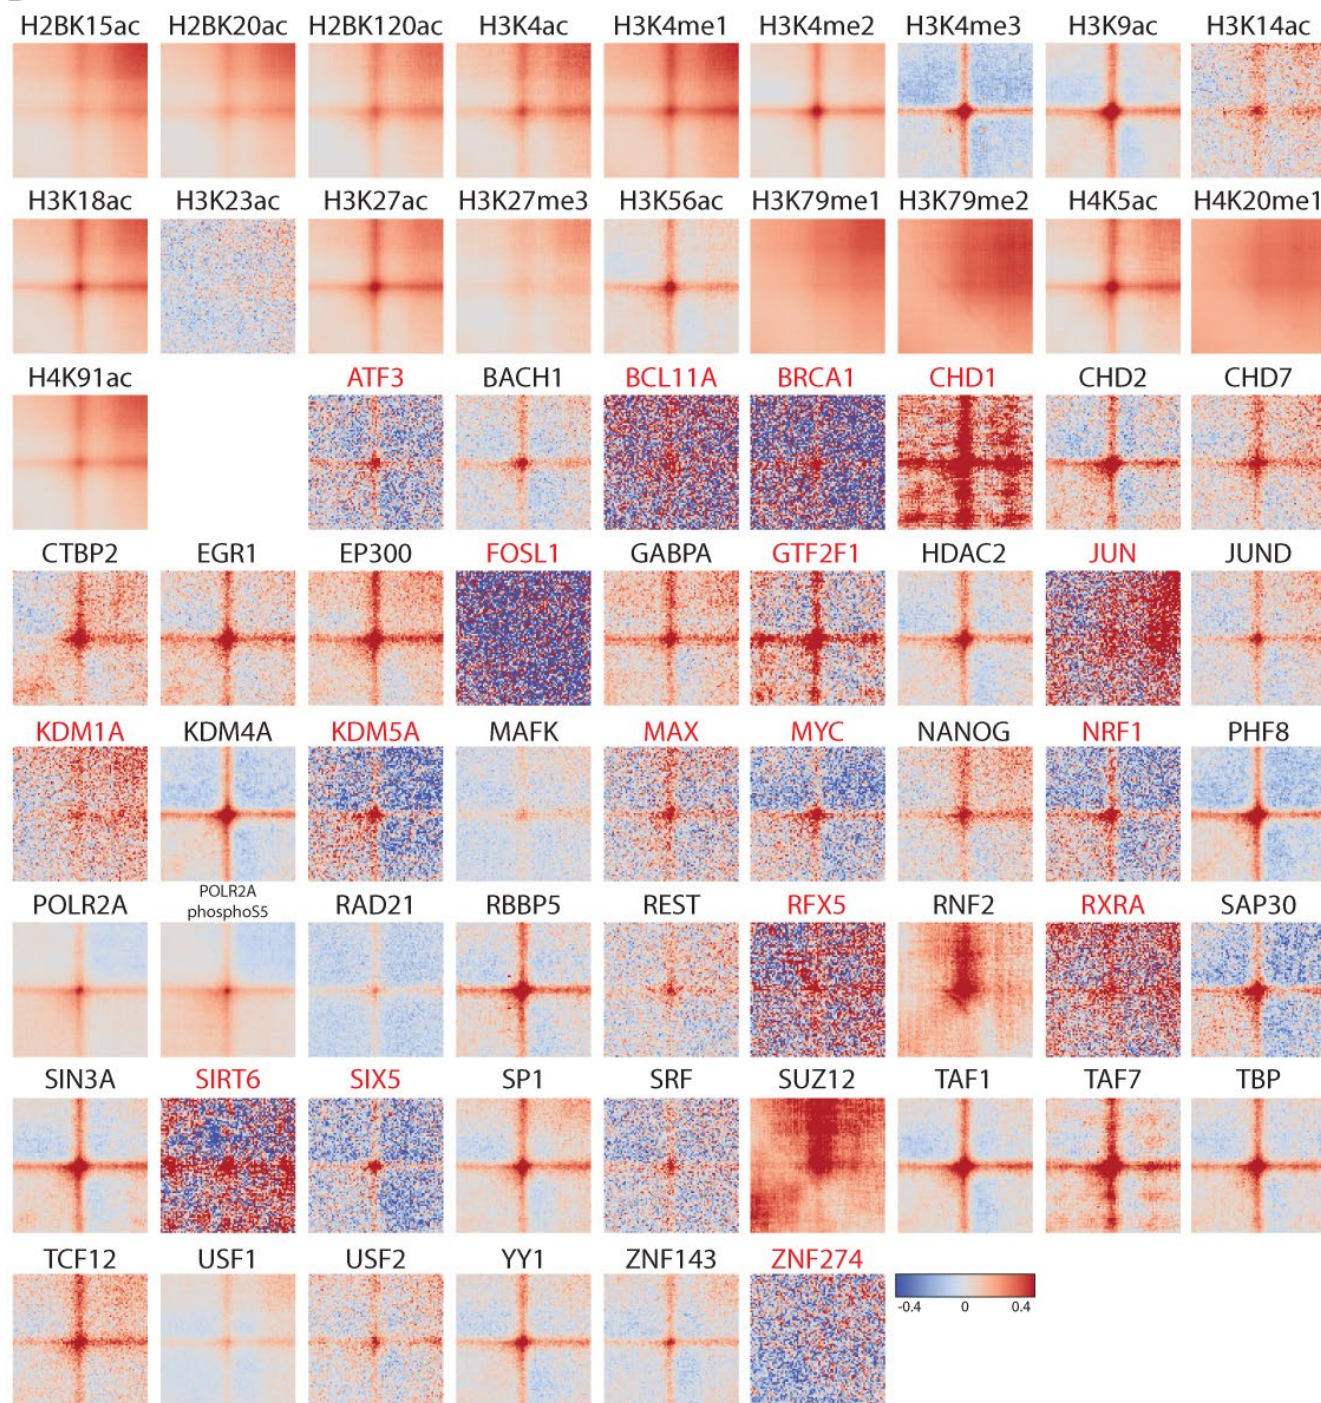 H2BK15ac H2BK20ac H2BK120ac H3K4ac H3K4me1 H3K4me2 H3K4me3 H3K9ac H3K14ac
H3K18ac H3K23ac H3K27ac H3K27me3 H3K56ac H3K79me1 H3K79me2 H4K5ac H4K20me1
H4K91ac ATF3 BACH1 BCL11A BRCA1 CHD1 CHD2 CHD7
CTBP2 EGR1 EP300 FOSL1 GABPA GTF2F1 HDAC2 JUN JUND
KDM1A KDM4A KDM5A MAFK MAX MYC NANOG NRF1 PHF8
POLR2A POLR2A phosphoS5 RAD21 RBBP5 REST RFX5 RNF2 RXRA SAP30
SIN3A SIRT6 SIX5 SP1 SRF SUZ12 TAF1 TAF7 TBP
TCF12 USF1 USF2 YY1 ZNF143 ZNF274
-0.4 0 0.4